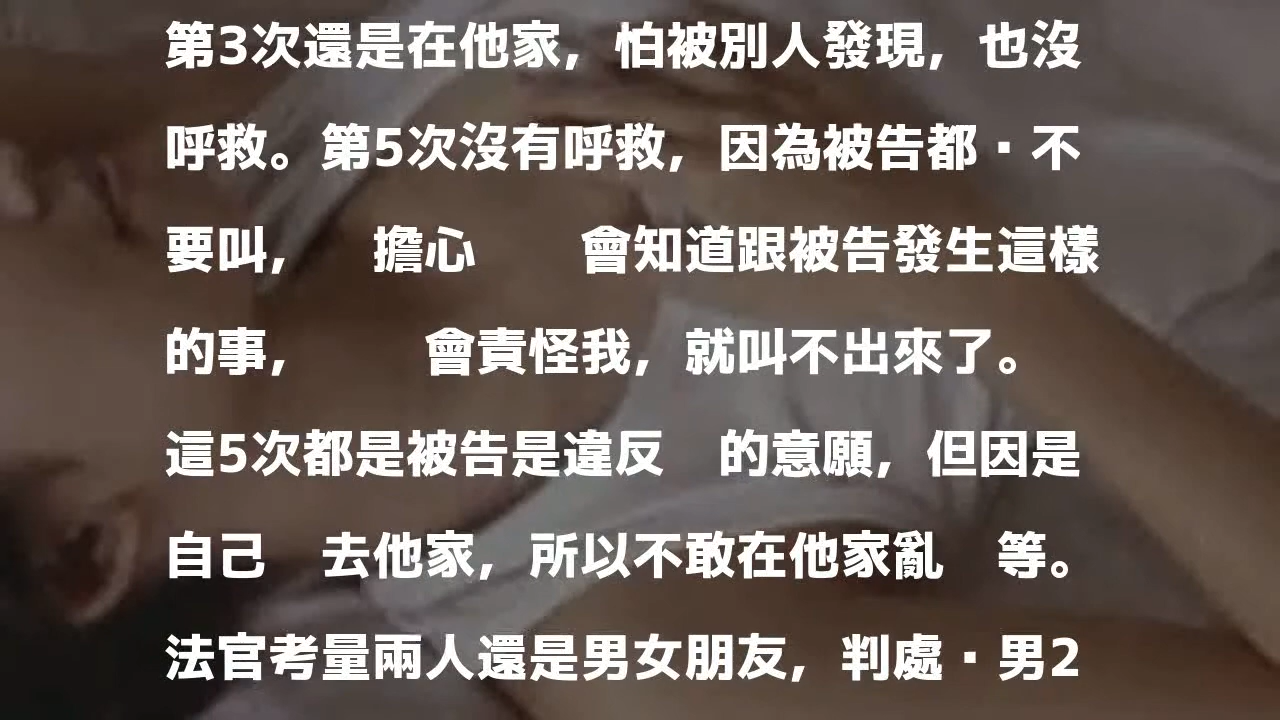 第3次還是在他家，怕被別人發現，也沒
呼救。第5次沒有呼救，因為被告都·不
要叫， 擔心 會知道跟被告發生這樣
的事， 會責怪我，就叫不出來了。
這5次都是被告是違反 的意願，但因是
自己 去他家，所以不敢在他家亂 等。
法官考量兩人還是男女朋友，判處·男2